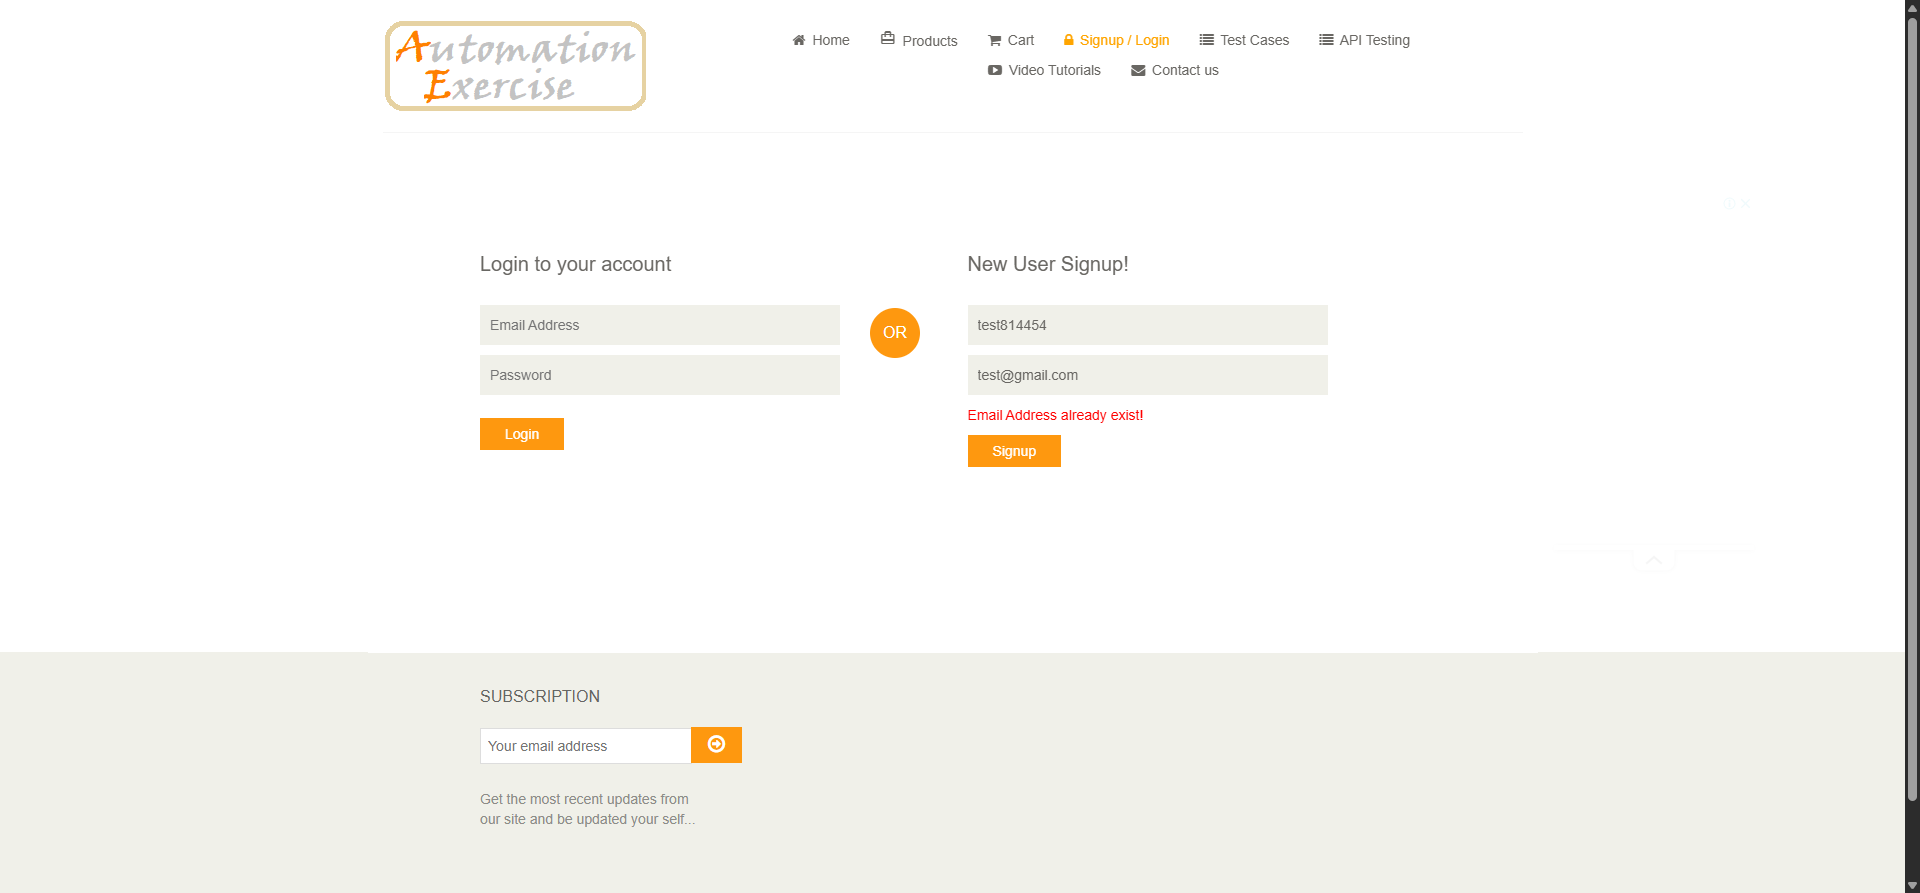 Automation
Exercise
Home
Products
Cart
Signup / Login
Test Cases
API Testing
Video Tutorials
Contact us
Login to your account
Email Address
Password
Login
OR
New User Signup!
test814454
test@gmail.com
Email Address already exist!
Signup
SUBSCRIPTION
Your email address
Get the most recent updates from
our site and be updated your self...